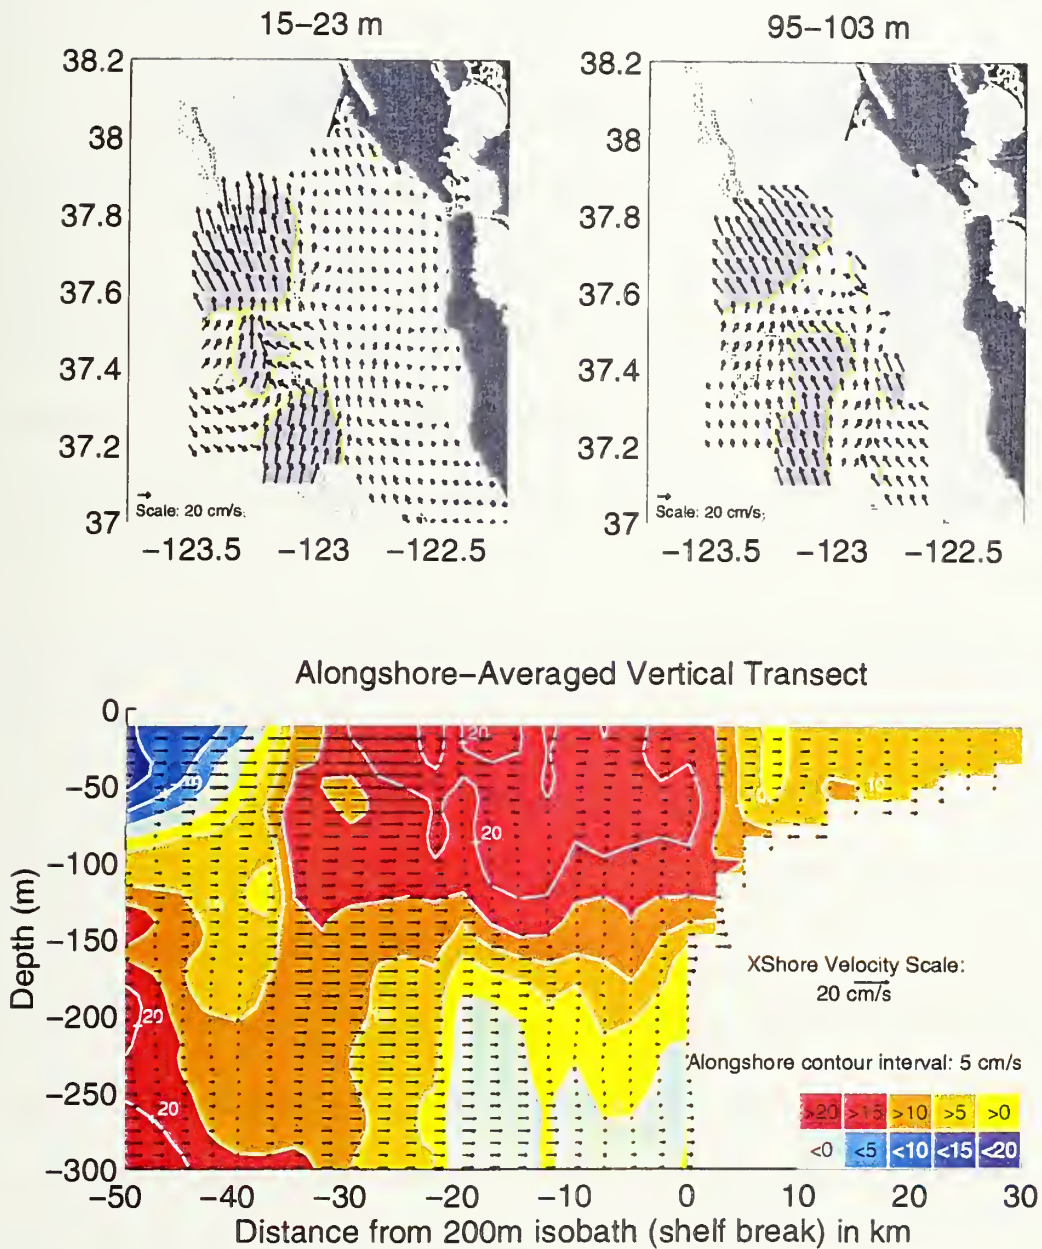 15–23 m
95–103 m
38.2
38
37.8
37.6
37.4
37.2
37
Scale: 20 cm/s;
−123.5 −123 −122.5
38.2
38
37.8
37.6
37.4
37.2
37
Scale: 20 cm/s;
−123.5 −123 −122.5
Alongshore–Averaged Vertical Transect
Depth (m)
0
−50
−100
−150
−200
−250
−300
20
20
10
20
20
XShore Velocity Scale:
20 cm/s
Alongshore contour interval: 5 cm/s
>20 >15 >10 >5 >0
<0 <5 <10 <15 <20
−50 −40 −30 −20 −10 0 10 20 30
Distance from 200m isobath (shelf break) in km